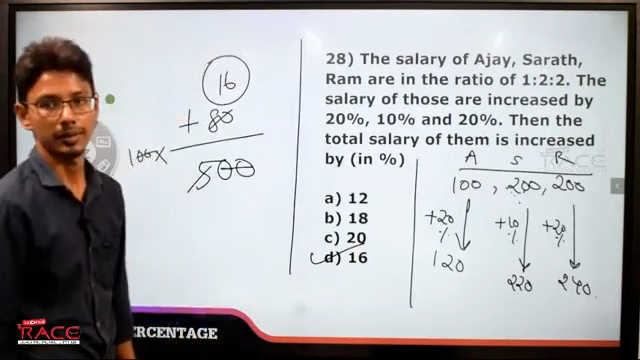 28) The salary of Ajay, Sarath,
Ram are in the ratio of 1:2:2. The
salary of those are increased by
20%, 10% and 20%. Then the
total salary of them is increased
by (in %)
a) 12
b) 18
c) 20
d) 16
16
+ 80
100 x
500
A S R
100, 200, 200
+20 % +10 % +20 %
120 220 240
RACE
RACE
ERCENTAGE